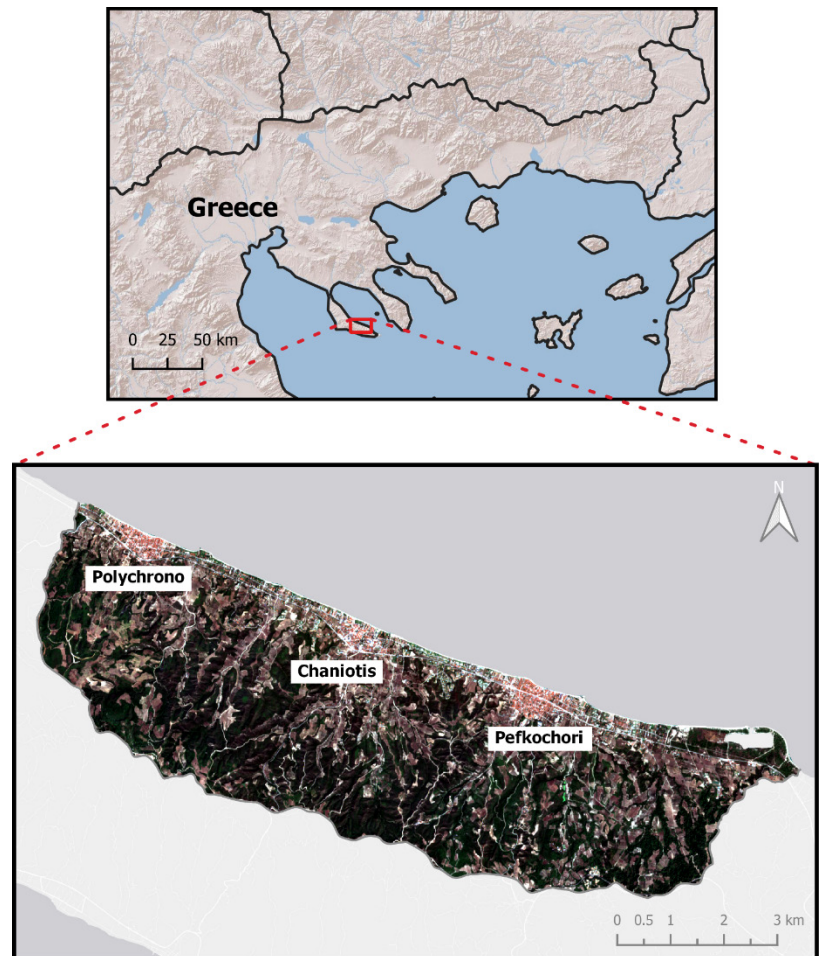 Greece
0 25 50 km
N
Polychrono
Chaniotis
Pefkochori
0 0.5 1 2 3 km